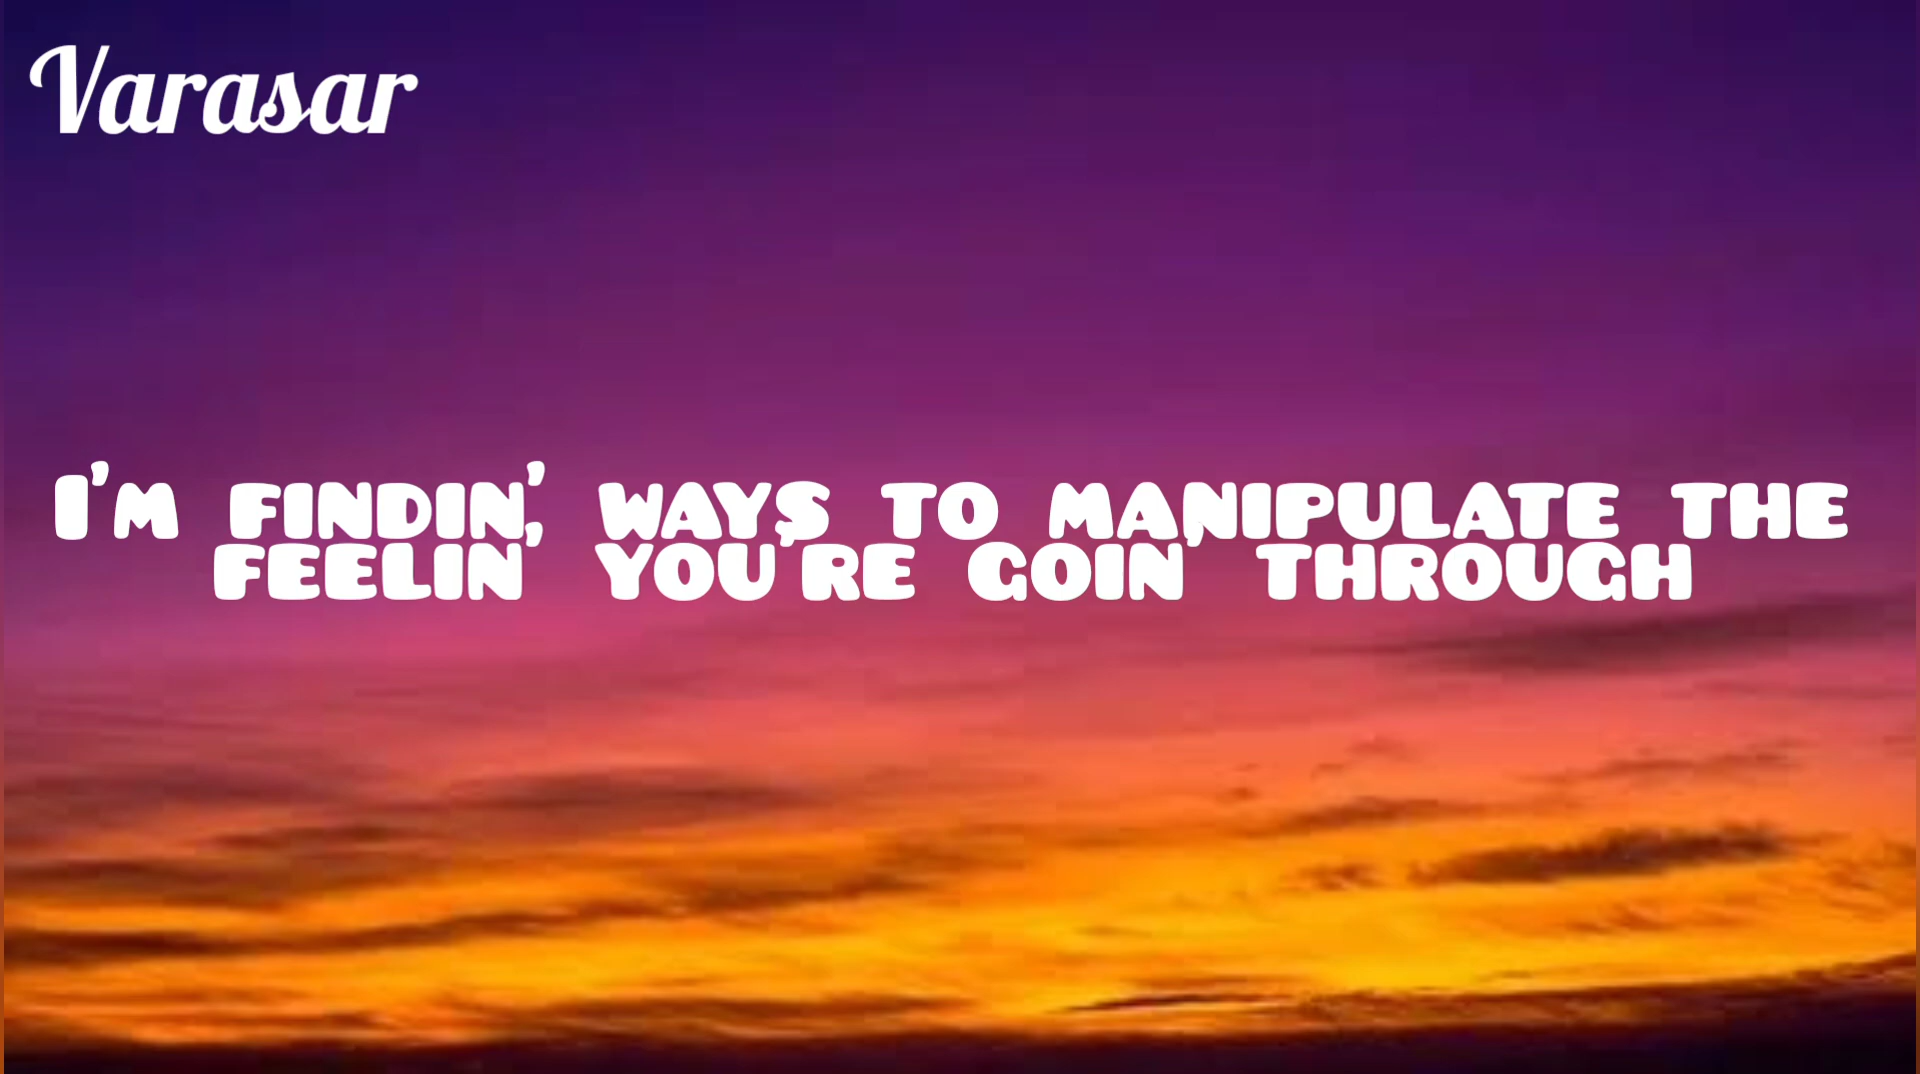 Varasar
I'm findin' ways to manipulate the
feelin' you're goin' through